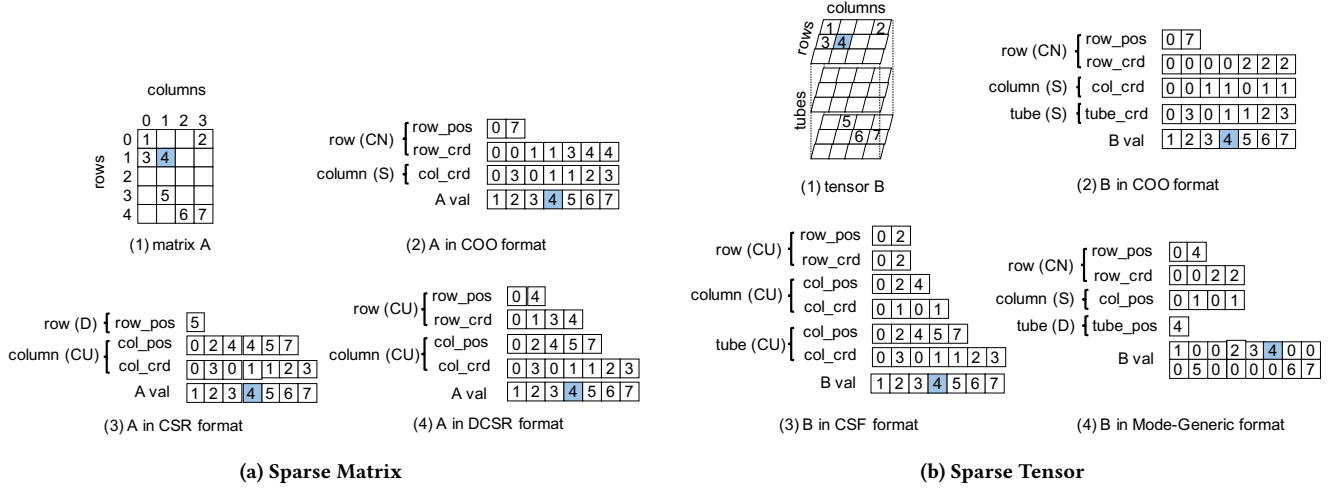 columns
0 1 2 3
rows
0 1 2
1 3 4
2
3 5
4 6 7
(1) matrix A
row (CN) { row_pos 0 7
row_crd 0 0 1 1 3 4 4
column (S) { col_crd 0 3 0 1 1 2 3
A val 1 2 3 4 5 6 7
(2) A in COO format
row (D) { row_pos 5
column (CU) { col_pos 0 2 4 4 5 7
col_crd 0 3 0 1 1 2 3
A val 1 2 3 4 5 6 7
(3) A in CSR format
row (CU) { row_pos 0 4
row_crd 0 1 3 4
column (CU) { col_pos 0 2 4 5 7
col_crd 0 3 0 1 1 2 3
A val 1 2 3 4 5 6 7
(4) A in DCSR format
(a) Sparse Matrix
columns
rows
1 2
3 4
tubes
5
6 7
(1) tensor B
row (CN) { row_pos 0 7
row_crd 0 0 0 0 2 2 2
column (S) { col_crd 0 0 1 1 0 1 1
tube (S) { tube_crd 0 3 0 1 1 2 3
B val 1 2 3 4 5 6 7
(2) B in COO format
row (CU) { row_pos 0 2
row_crd 0 2
column (CU) { col_pos 0 2 4
col_crd 0 1 0 1
tube (CU) { col_pos 0 2 4 5 7
col_crd 0 3 0 1 1 2 3
B val 1 2 3 4 5 6 7
(3) B in CSF format
row (CN) { row_pos 0 4
row_crd 0 0 2 2
column (S) { col_pos 0 1 0 1
tube (D) { tube_pos 4
B val 1 0 0 2 3 4 0 0
0 5 0 0 0 0 6 7
(4) B in Mode-Generic format
(b) Sparse Tensor